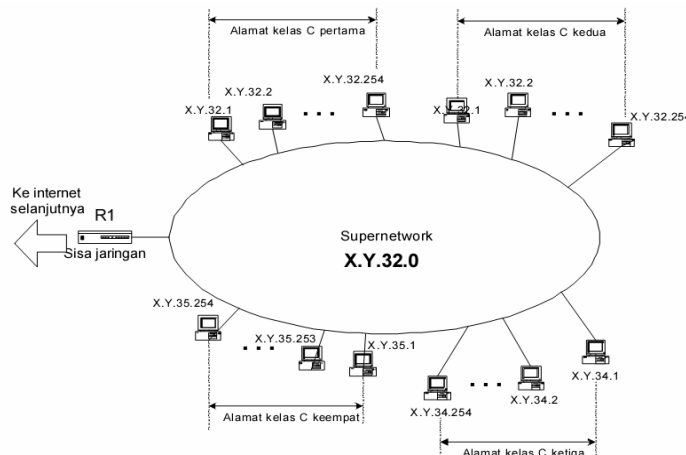 Alamat kelas C pertama
Alamat kelas C kedua
X.Y.32.254
X.Y.32.2
X.Y.32.1
X.Y.32.2
X.Y.32.1
X.Y.32.254
Ke internet
selanjutnya
R1
Sisa jaringan
Supernetwork
X.Y.32.0
X.Y.35.254
X.Y.35.253
X.Y.35.1
X.Y.34.1
X.Y.34.2
X.Y.34.254
Alamat kelas C keempat
Alamat kelas C ketiga